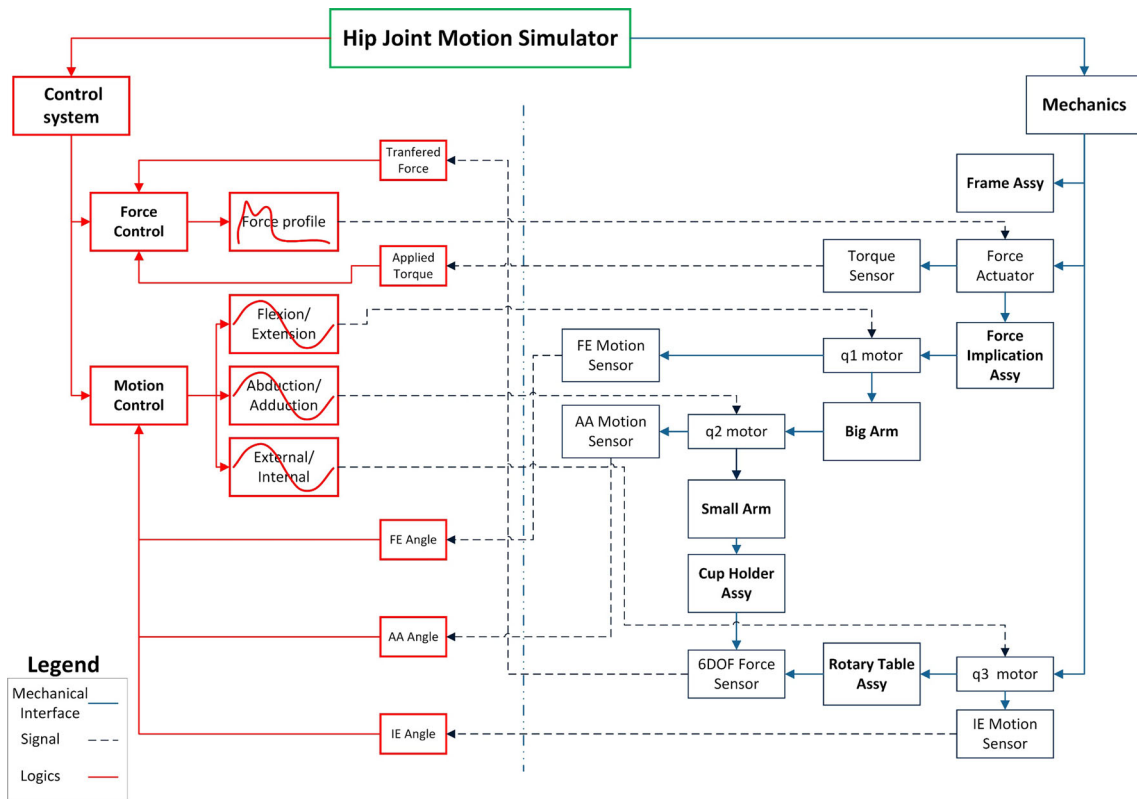 Hip Joint Motion Simulator
Control
system
Mechanics
Tranfered
Force
Frame Assy
Force
Control
Force profile
Applied
Torque
Torque
Sensor
Force
Actuator
Flexion/
Extension
FE Motion
Sensor
q1 motor
Force
Implication
Assy
Motion
Control
Abduction/
Adduction
AA Motion
Sensor
q2 motor
Big Arm
External/
Internal
Small Arm
FE Angle
Cup Holder
Assy
AA Angle
Legend
Mechanical
Interface
Signal
Logics
6DOF Force
Sensor
Rotary Table
Assy
q3 motor
IE Angle
IE Motion
Sensor